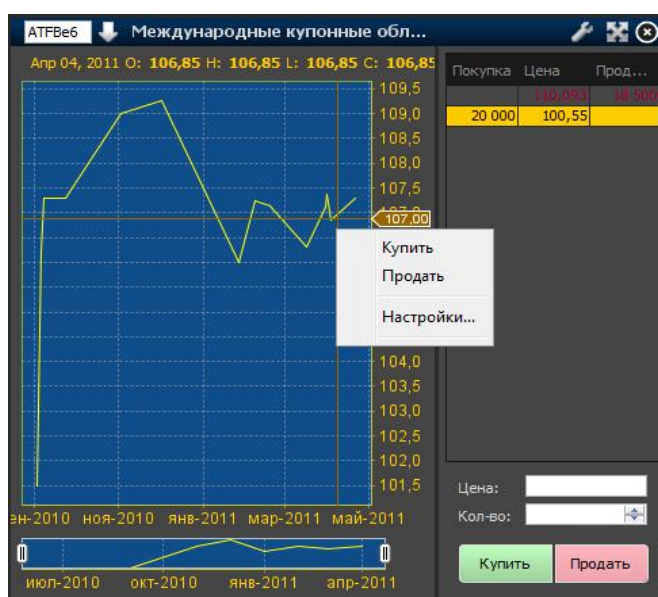 ATFBe6 Международные купонные обл...
Апр 04, 2011 O: 106,85 H: 106,85 L: 106,85 C: 106,85
Покупка Цена Прод...
110,093 18 500
20 000 100,55
109,5
109,0
108,5
108,0
107,5
107,00
Купить
Продать
Настройки...
104,0
103,5
103,0
102,5
102,0
101,5
ен-2010 ноя-2010 янв-2011 мар-2011 май-2011
июл-2010 окт-2010 янв-2011 апр-2011
Цена:
Кол-во:
Купить Продать